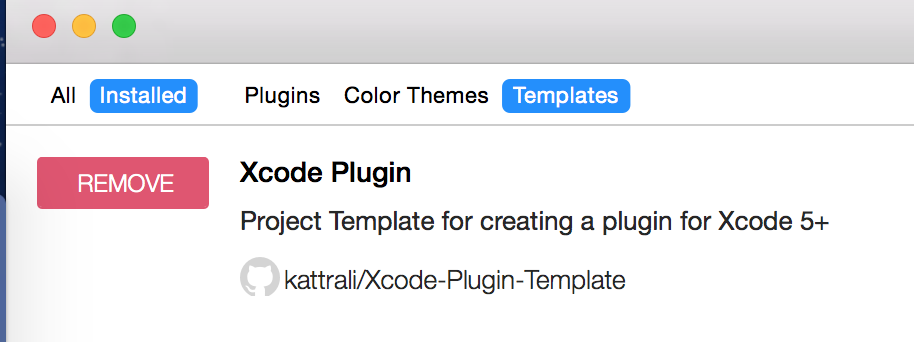 All Installed Plugins Color Themes Templates
REMOVE
Xcode Plugin
Project Template for creating a plugin for Xcode 5+
kattrali/Xcode-Plugin-Template